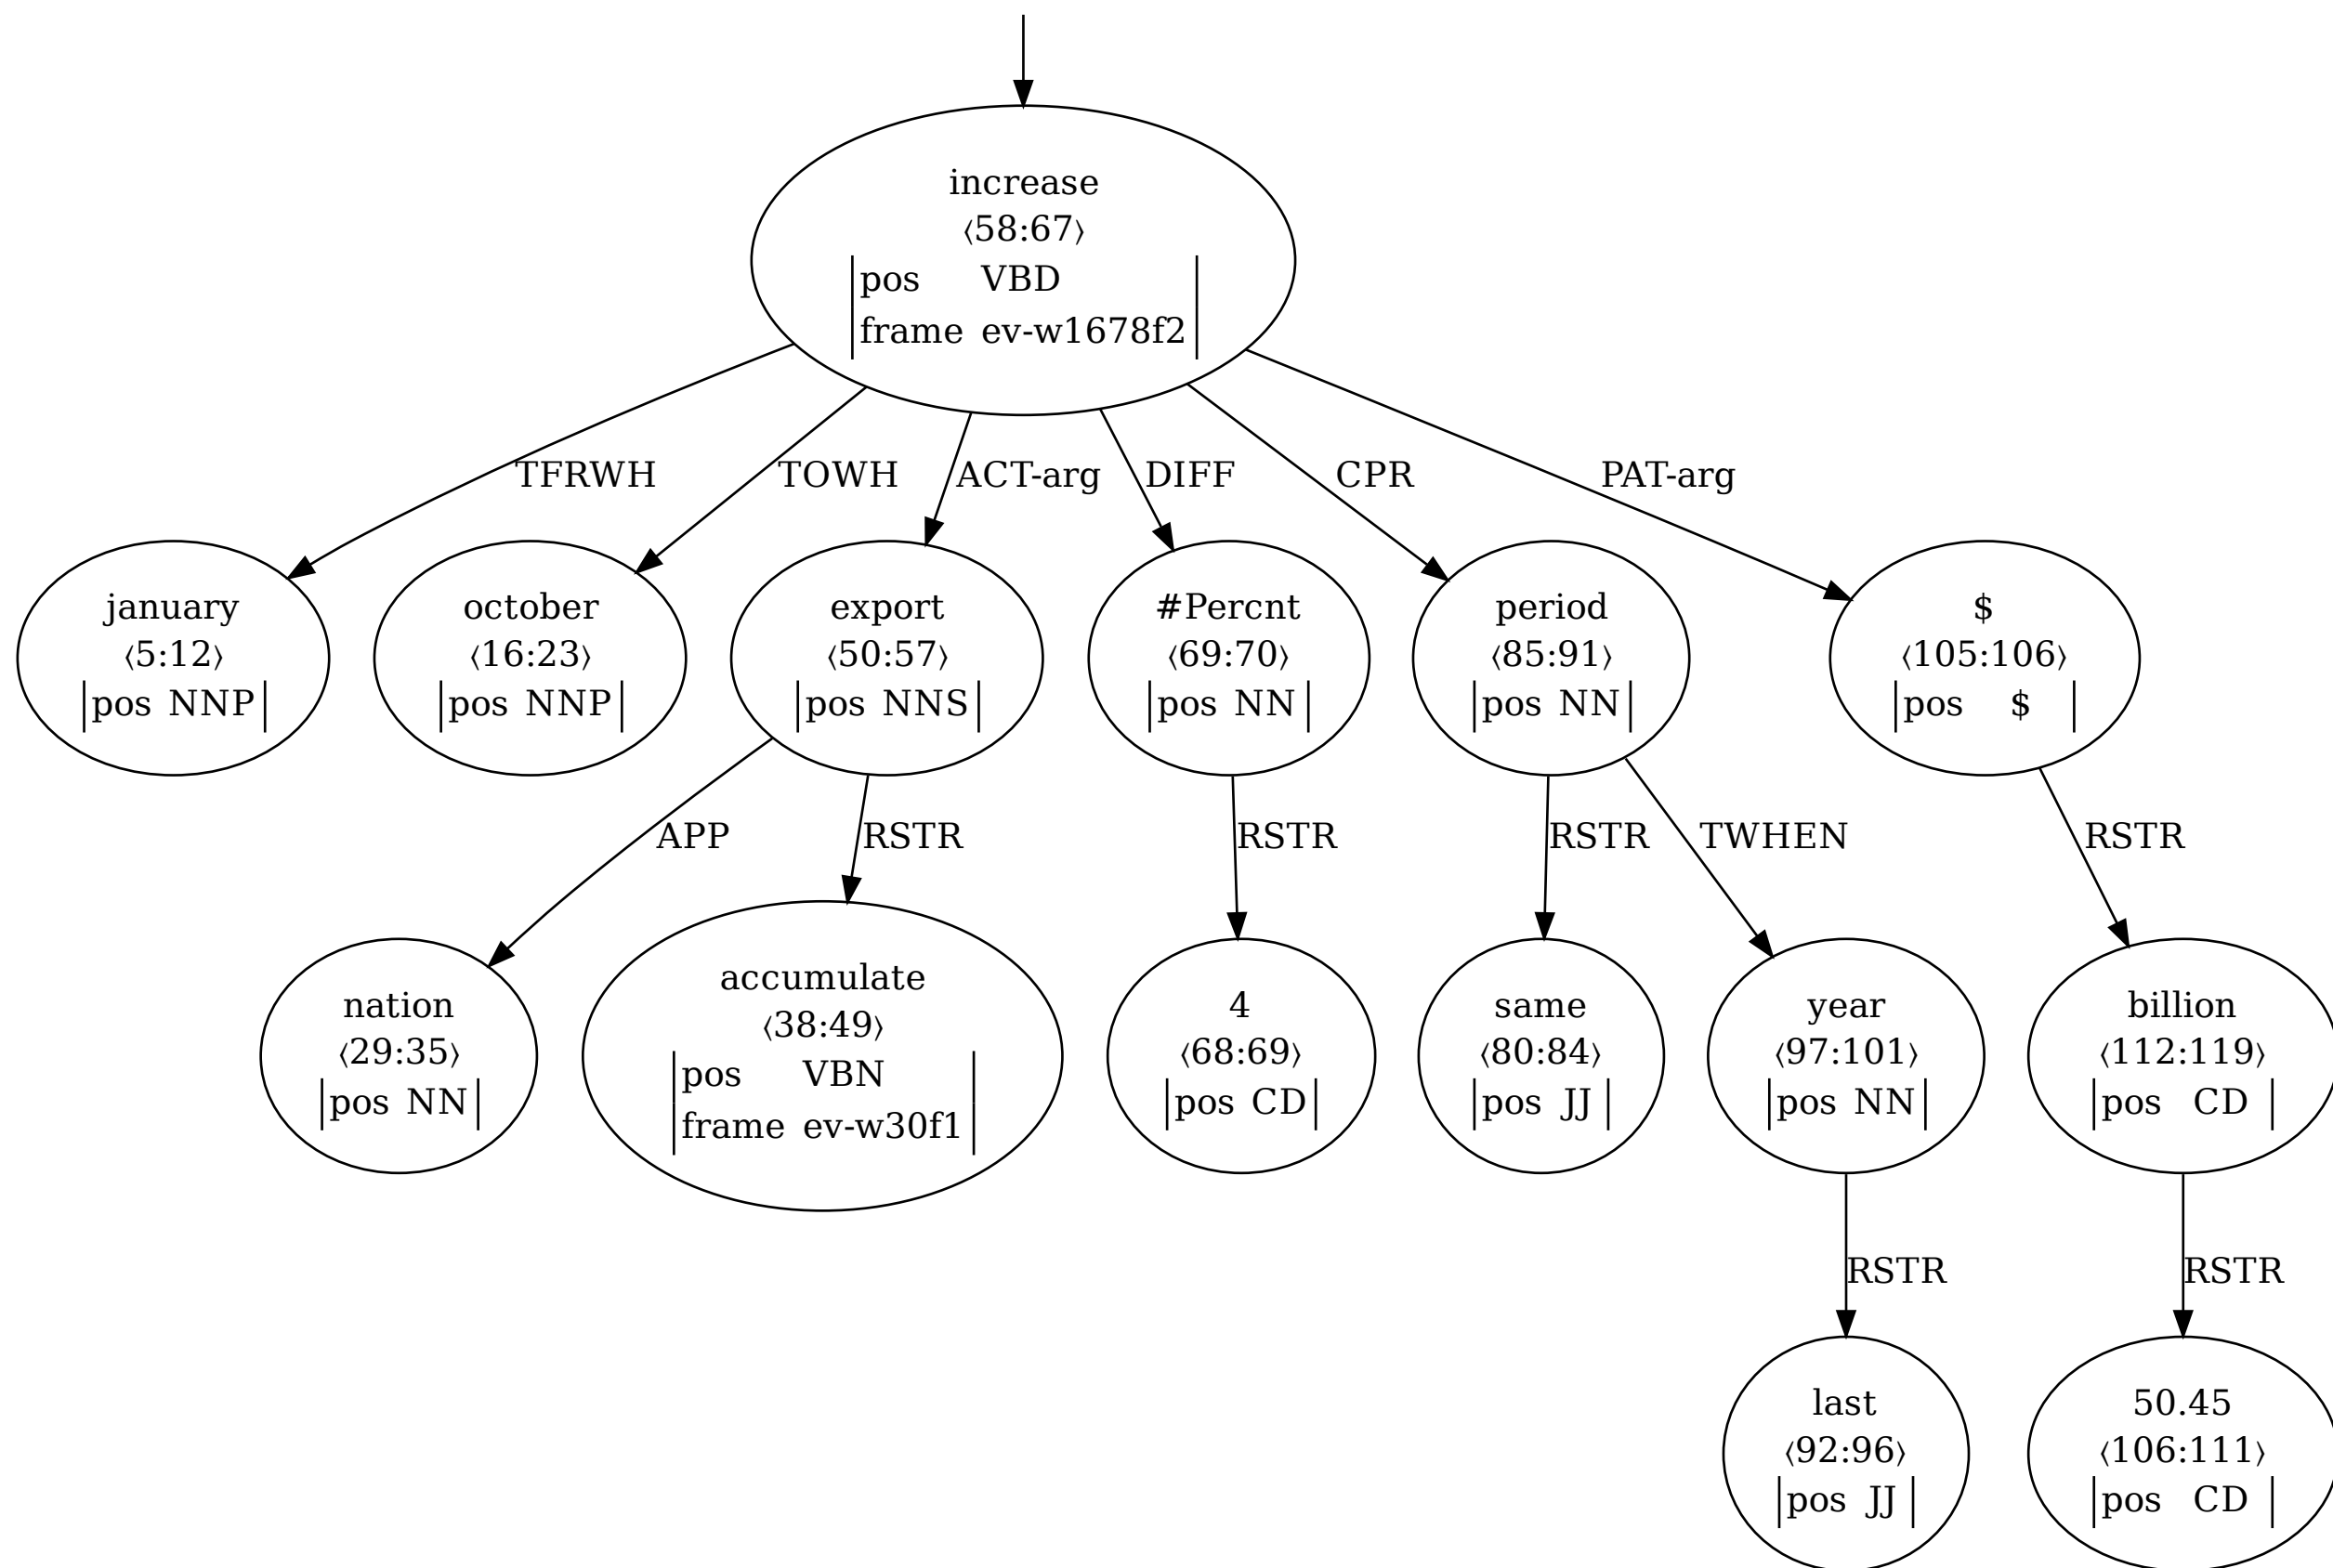 increase
⟨58:67⟩
pos VBD
frame ev-w1678f2
TFRWH
TOWH
ACT-arg
DIFF
CPR
PAT-arg
january
⟨5:12⟩
pos NNP
october
⟨16:23⟩
pos NNP
export
⟨50:57⟩
pos NNS
#Percnt
⟨69:70⟩
pos NN
period
⟨85:91⟩
pos NN
$
⟨105:106⟩
pos $
APP
RSTR
RSTR
RSTR
TWHEN
RSTR
nation
⟨29:35⟩
pos NN
accumulate
⟨38:49⟩
pos VBN
frame ev-w30f1
4
⟨68:69⟩
pos CD
same
⟨80:84⟩
pos JJ
year
⟨97:101⟩
pos NN
billion
⟨112:119⟩
pos CD
RSTR
RSTR
last
⟨92:96⟩
pos JJ
50.45
⟨106:111⟩
pos CD